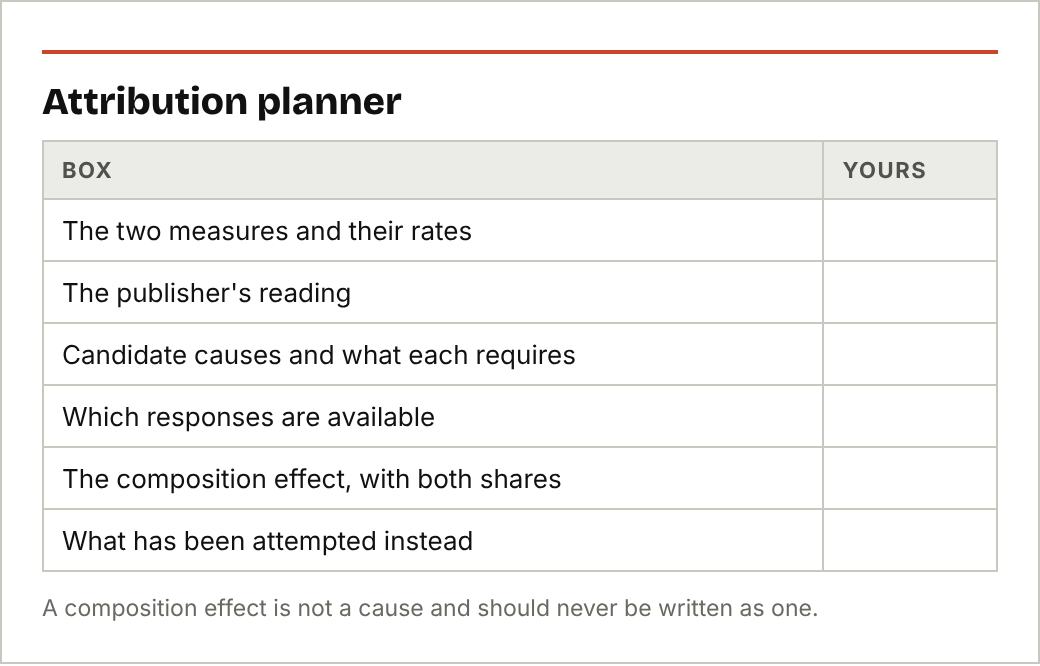 Attribution planner
BOX YOURS
The two measures and their rates
The publisher's reading
Candidate causes and what each requires
Which responses are available
The composition effect, with both shares
What has been attempted instead
A composition effect is not a cause and should never be written as one.